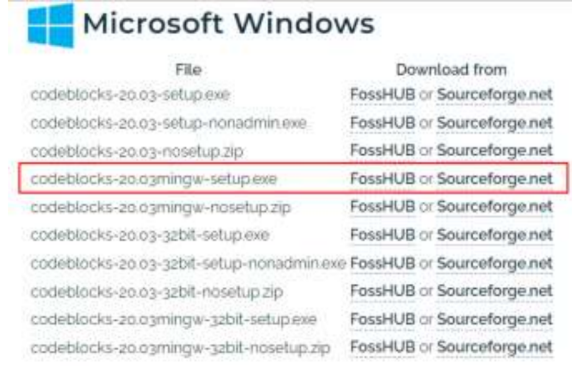 Microsoft Windows
File Download from
codeblocks-20.03-setup.exe FossHUB or Sourceforge.net
codeblocks-20.03-setup-nonadmin.exe FossHUB or Sourceforge.net
codeblocks-20.03-nosetup.zip FossHUB or Sourceforge.net
codeblocks-20.03mingw-setup.exe FossHUB or Sourceforge.net
codeblocks-20.03mingw-nosetup.zip FossHUB or Sourceforge.net
codeblocks-20.03-32bit-setup.exe FossHUB or Sourceforge.net
codeblocks-20.03-32bit-setup-nonadmin.exe FossHUB or Sourceforge.net
codeblocks-20.03-32bit-nosetup.zip FossHUB or Sourceforge.net
codeblocks-20.03mingw-32bit-setup.exe FossHUB or Sourceforge.net
codeblocks-20.03mingw-32bit-nosetup.zip FossHUB or Sourceforge.net